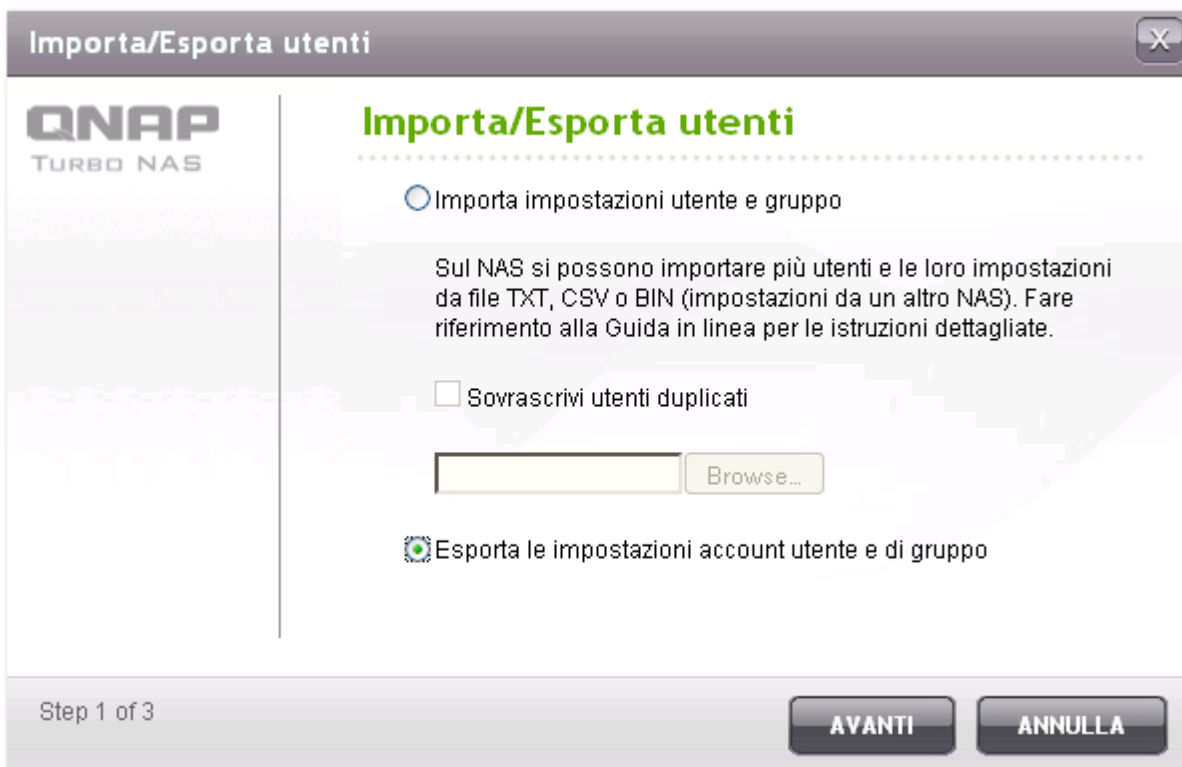 Importa/Esporta utenti
X
QNAP
TURBO NAS
Importa/Esporta utenti
Importa impostazioni utente e gruppo
Sul NAS si possono importare più utenti e le loro impostazioni
da file TXT, CSV o BIN (impostazioni da un altro NAS). Fare
riferimento alla Guida in linea per le istruzioni dettagliate.
Sovrascrivi utenti duplicati
Browse...
Esporta le impostazioni account utente e di gruppo
Step 1 of 3
AVANTI
ANNULLA